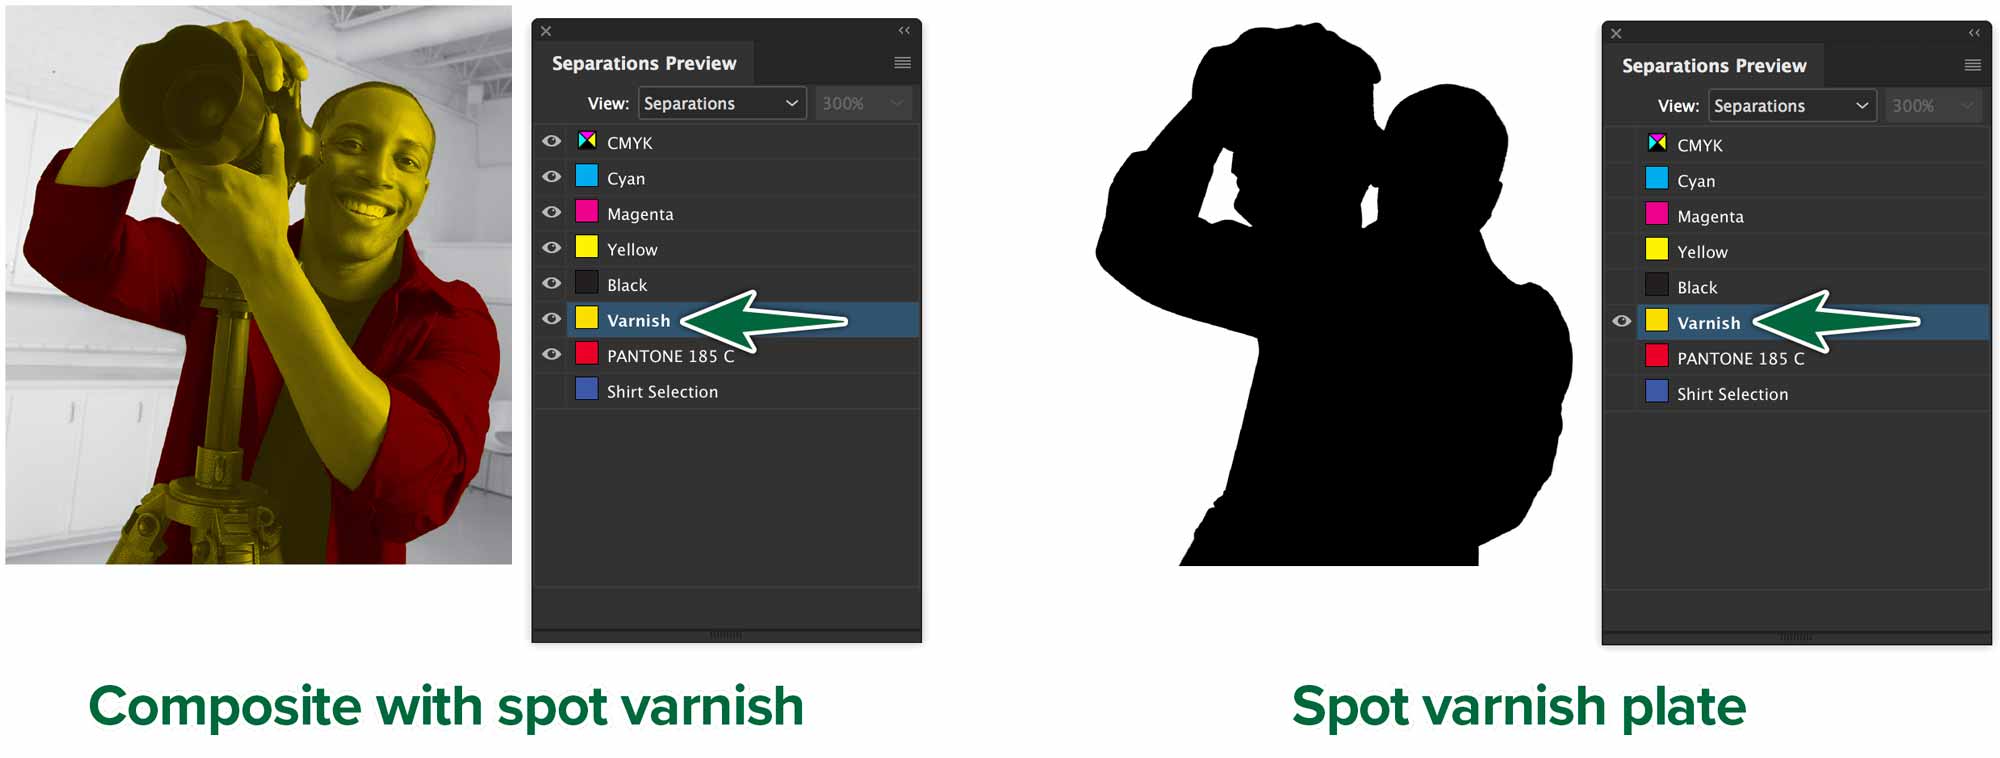 Separations Preview
View: Separations 300%
CMYK
Cyan
Magenta
Yellow
Black
Varnish
PANTONE 185 C
Shirt Selection
Composite with spot varnish
Separations Preview
View: Separations 300%
CMYK
Cyan
Magenta
Yellow
Black
Varnish
PANTONE 185 C
Shirt Selection
Spot varnish plate